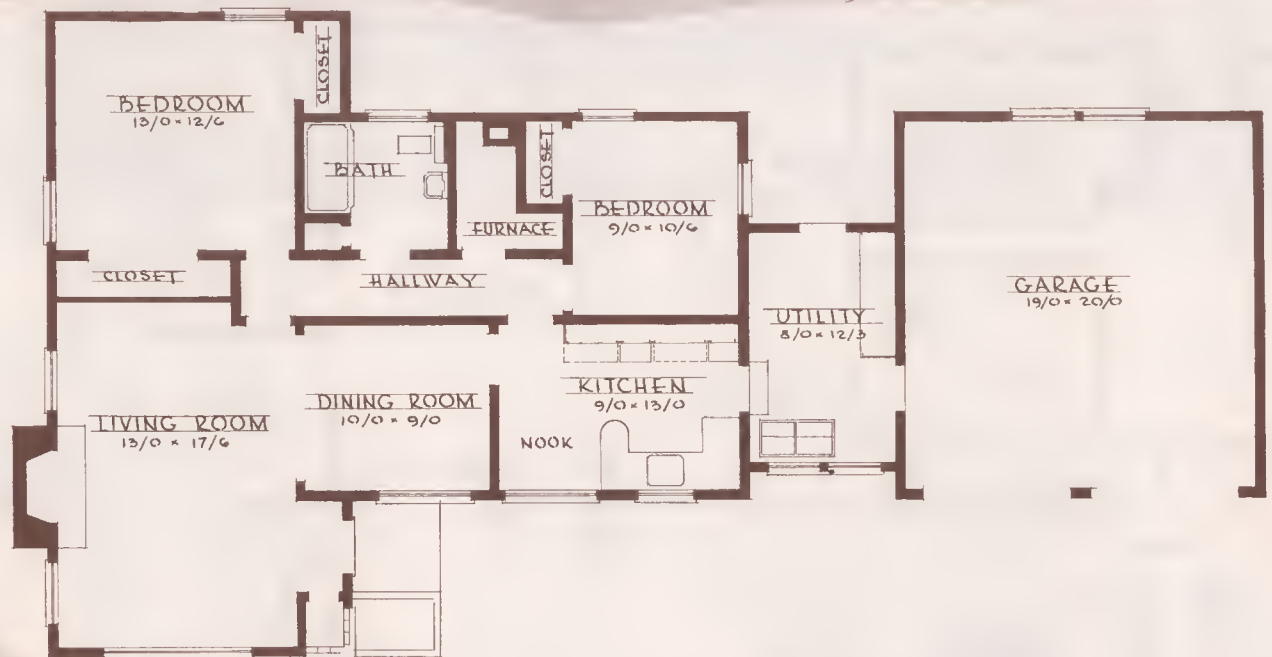 CLOSET
BEDROOM
13/0 × 12/6
BATH
FURNACE
CLOSET
BEDROOM
9/0 × 10/6
CLOSET
HALLWAY
UTILITY
8/0 × 12/3
GARAGE
19/0 × 20/0
LIVING ROOM
13/0 × 17/6
DINING ROOM
10/0 × 9/0
KITCHEN
9/0 × 13/0
NOOK